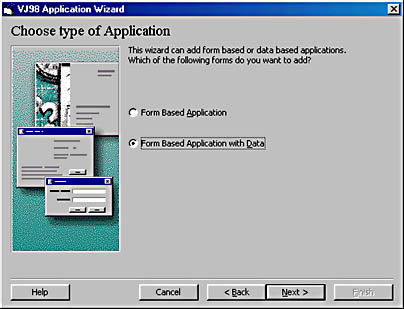 VJ98 Application Wizard
Choose type of Application
This wizard can add form based or data based applications.
Which of the following forms do you want to add?
Form Based Application
Form Based Application with Data
Help
Cancel
< Back
Next >
Finish